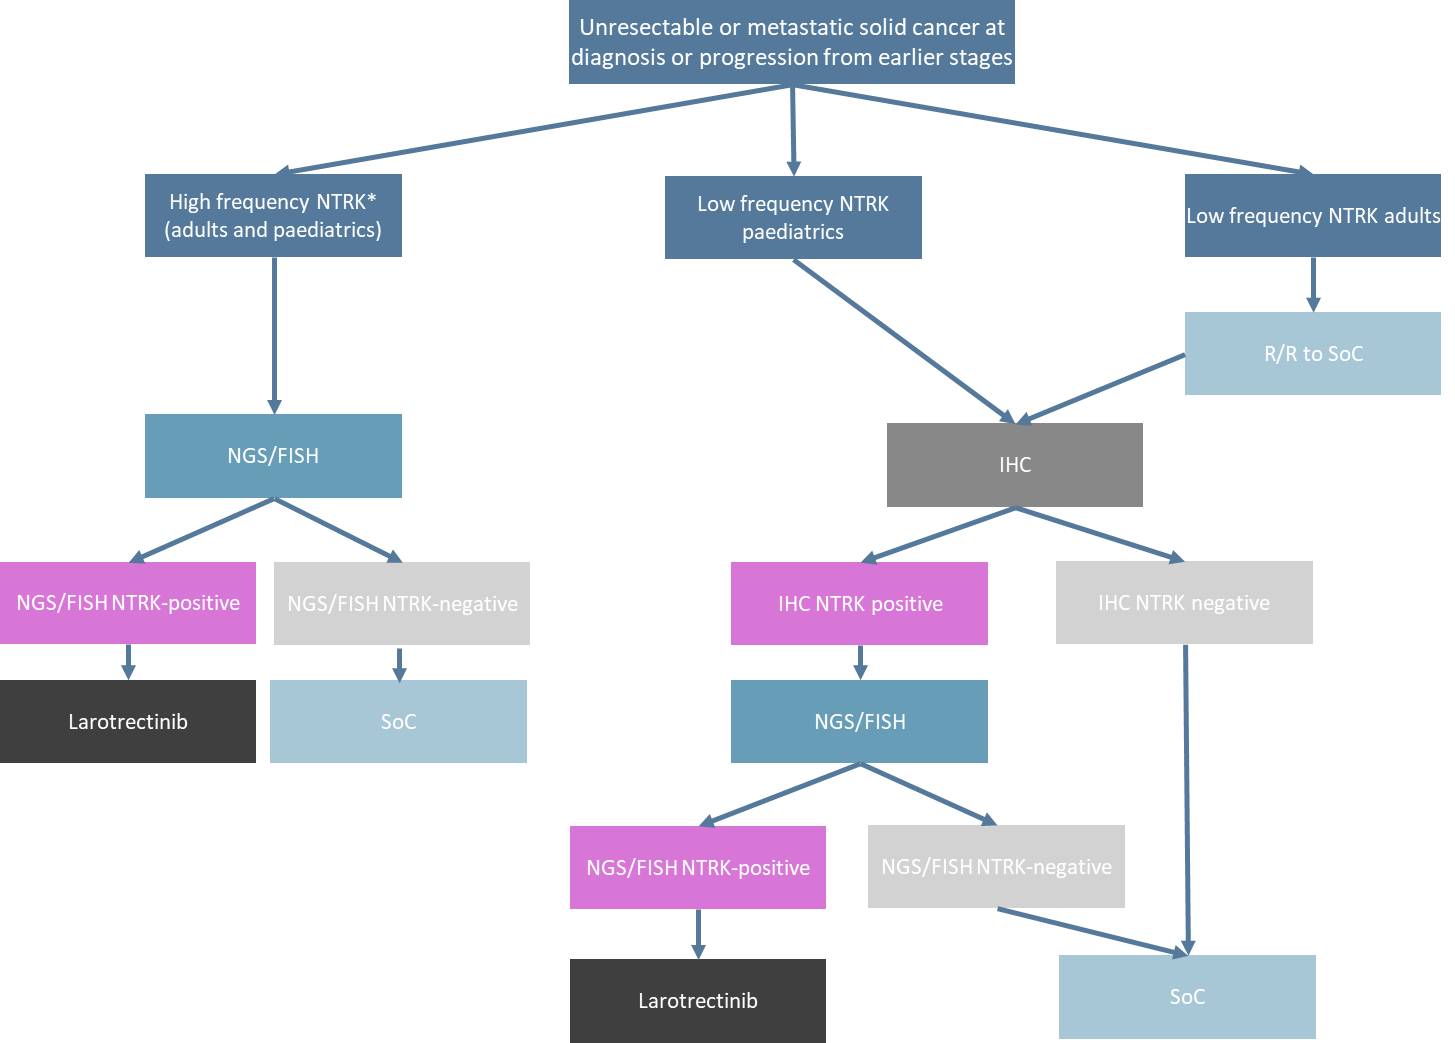 Unresectable or metastatic solid cancer at
diagnosis or progression from earlier stages
High frequency NTRK*
(adults and paediatrics)
Low frequency NTRK
paediatrics
Low frequency NTRK adults
R/R to SoC
NGS/FISH
IHC
NGS/FISH NTRK-positive
NGS/FISH NTRK-negative
IHC NTRK positive
IHC NTRK negative
Larotrectinib
SoC
NGS/FISH
NGS/FISH NTRK-positive
NGS/FISH NTRK-negative
Larotrectinib
SoC